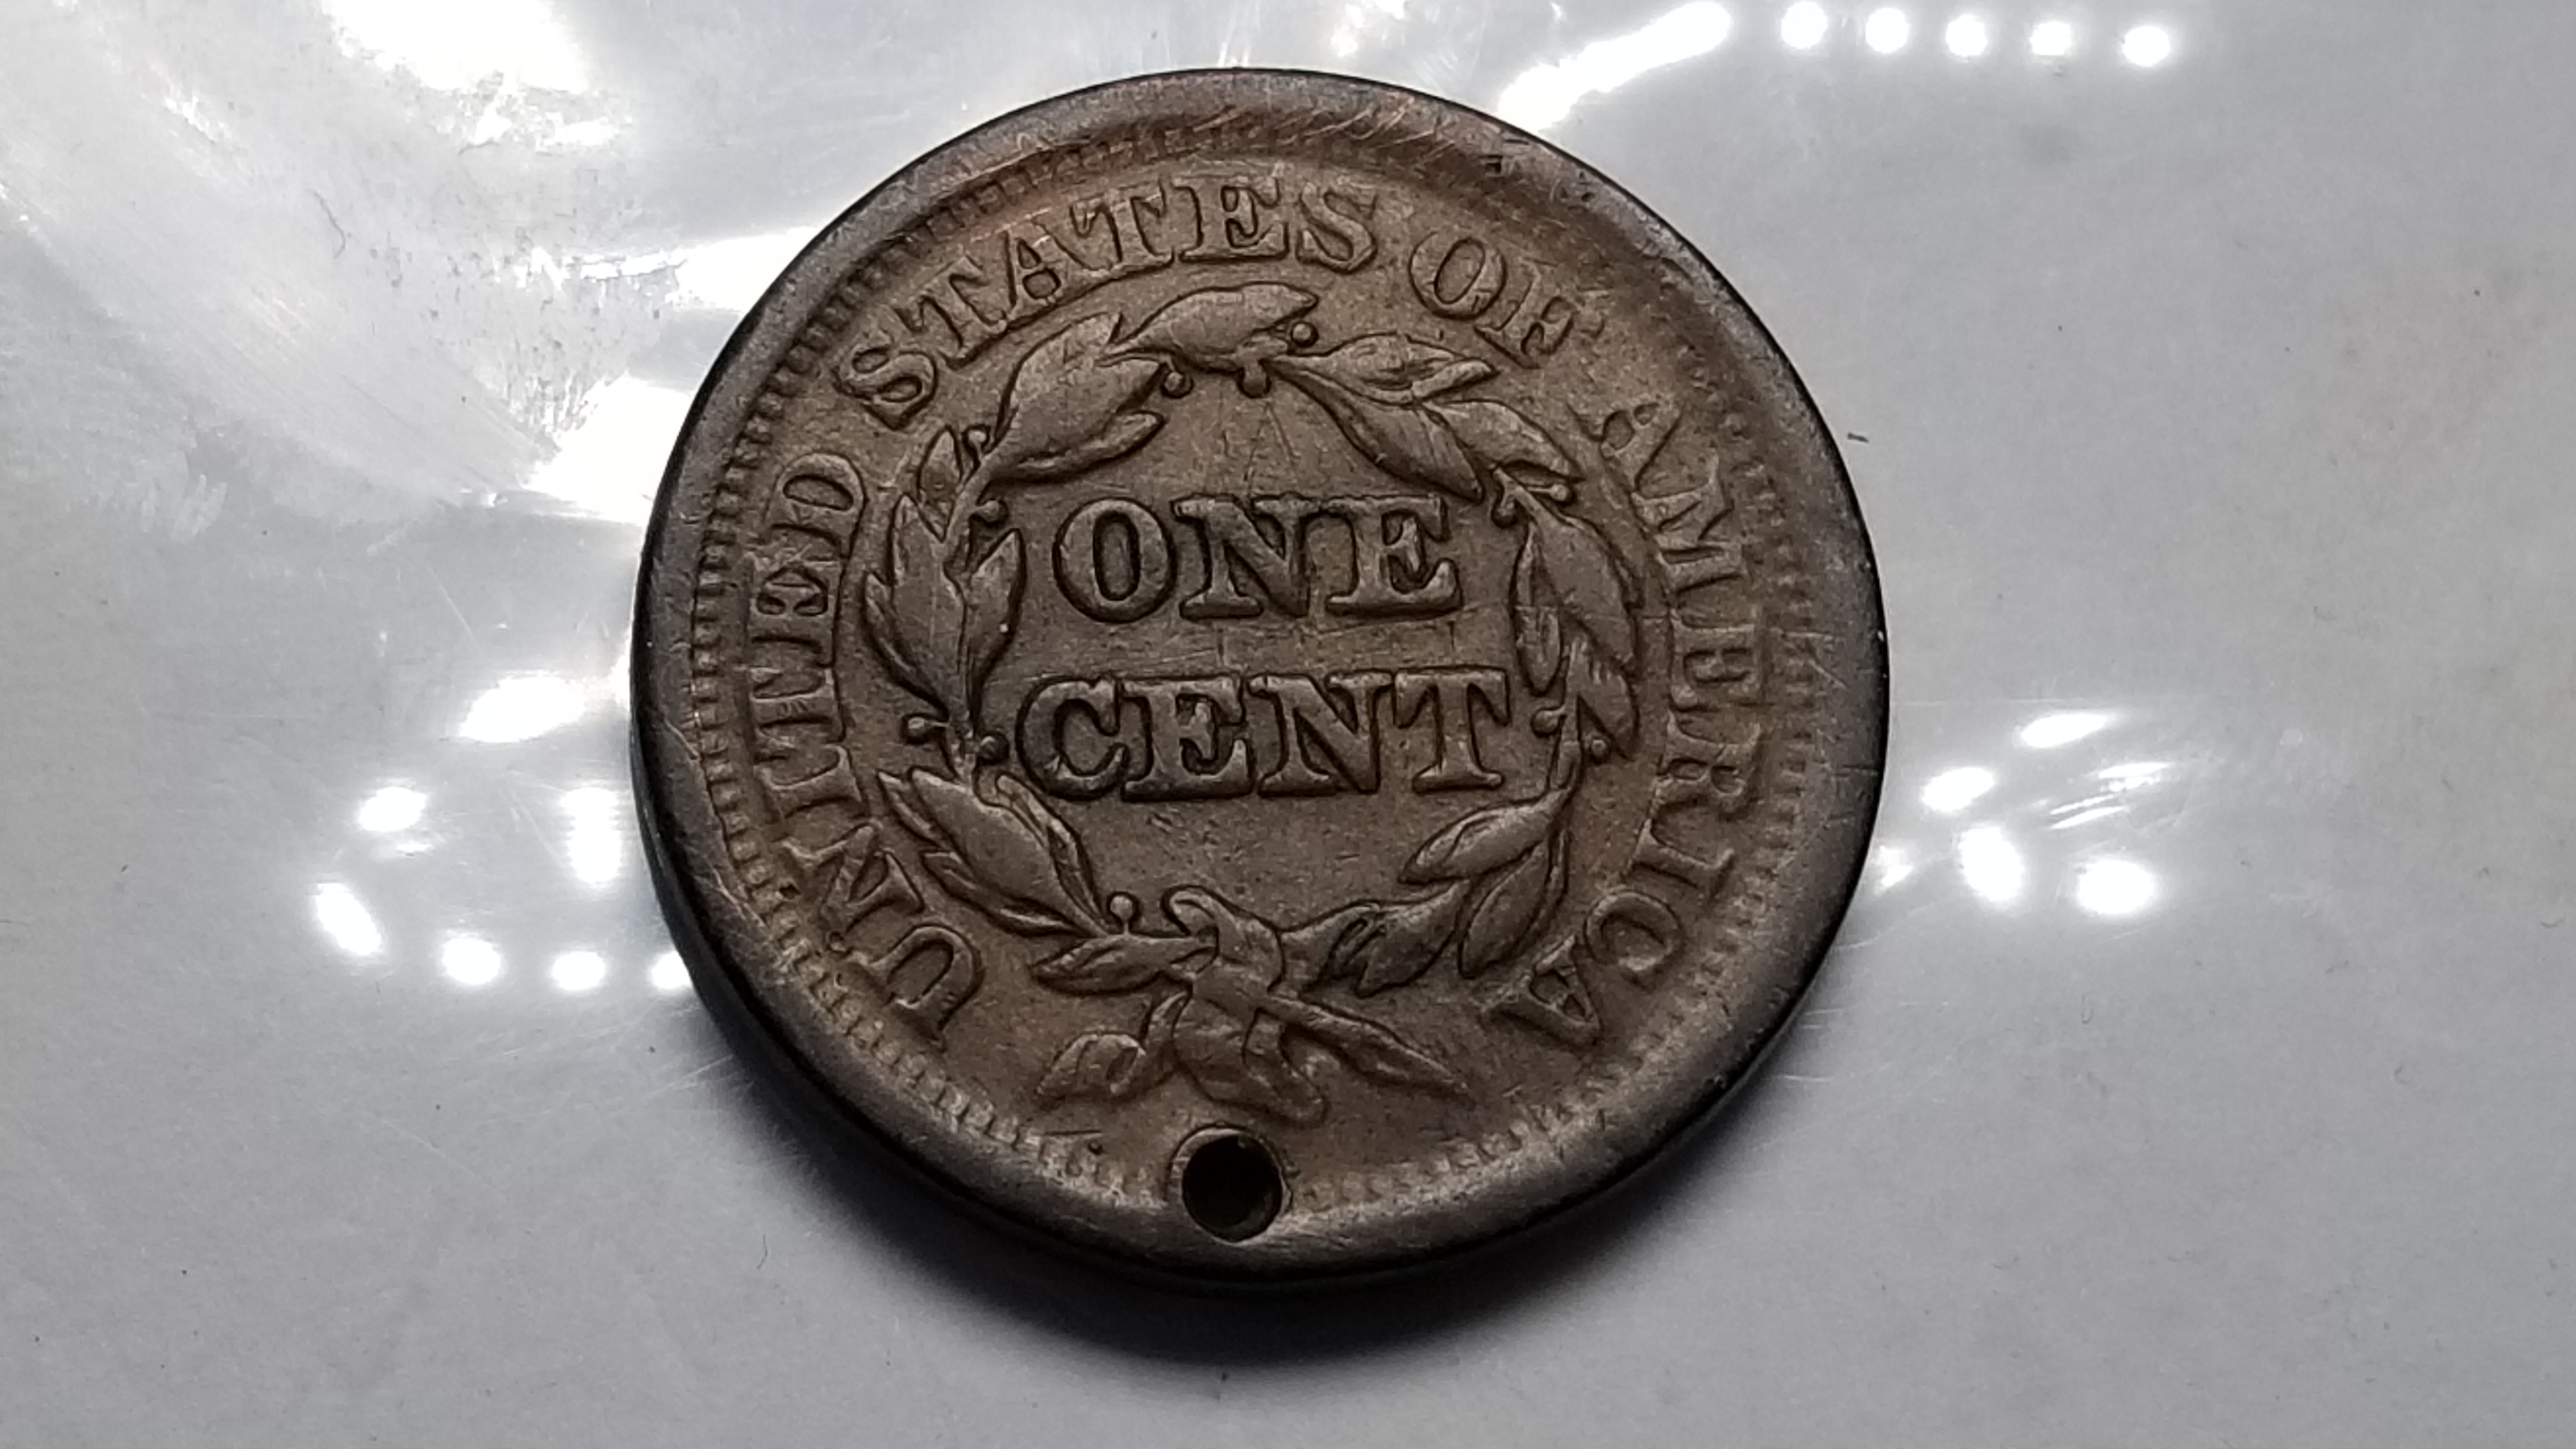 UNITED STATES OF AMERICA
ONE
CENT